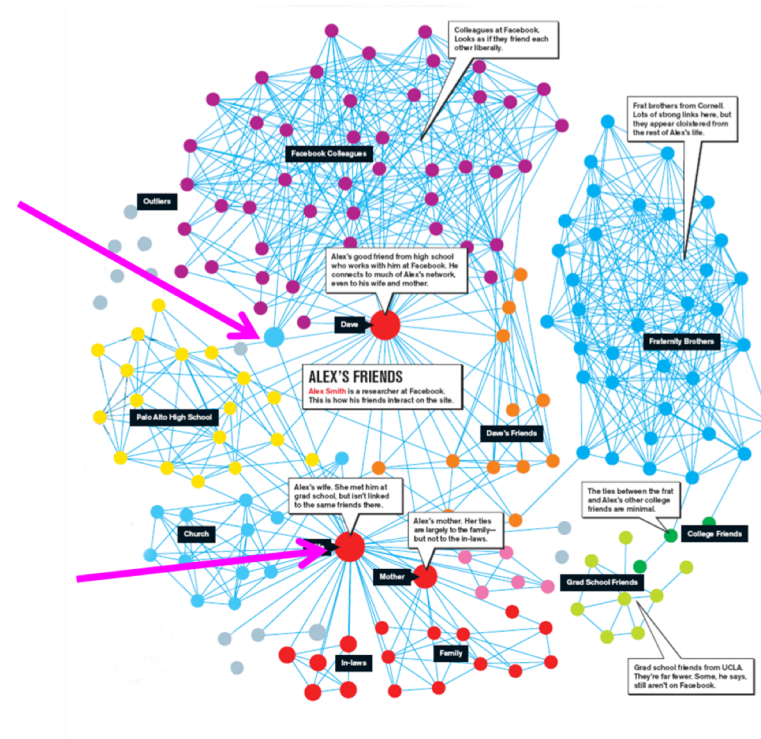 Colleagues at Facebook.
Looks as if they friend each
other liberally.
Frat brothers from Cornell.
Lots of strong links here, but
they appear cloistered from
the rest of Alex's life.
Facebook Colleagues
Outliers
Alex's good friend from high school
who works with him at Facebook. He
connects to much of Alex's network,
even to his wife and mother.
Dave
Fraternity Brothers
ALEX'S FRIENDS
Alex Smith is a researcher at Facebook.
This is how his friends interact on the site.
Palo Alto High School
Dave's Friends
Alex's wife. She met him at
grad school, but isn't linked
to the same friends there.
The ties between the frat
and Alex's other college
friends are minimal.
Alex's mother. Her ties
are largely to the family—
but not to the in-laws.
Church
College Friends
Mother
Grad School Friends
In-laws
Family
Grad school friends from UCLA.
They're far fewer. Some, he says,
still aren't on Facebook.